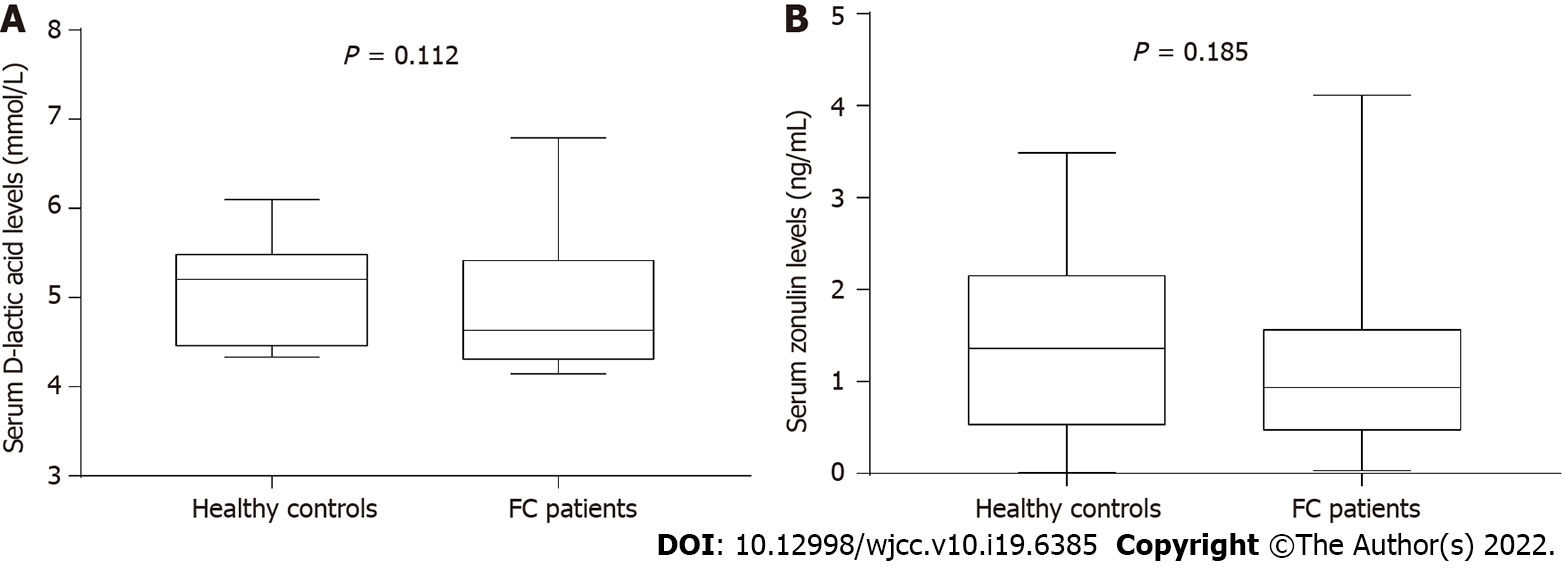 A
P = 0.112
Serum D-lactic acid levels (mmol/L)
8
7
6
5
4
3
Healthy controls
FC patients
B
P = 0.185
Serum zonulin levels (ng/mL)
5
4
3
2
1
0
Healthy controls
FC patients
DOI: 10.12998/wjcc.v10.i19.6385 Copyright ©The Author(s) 2022.